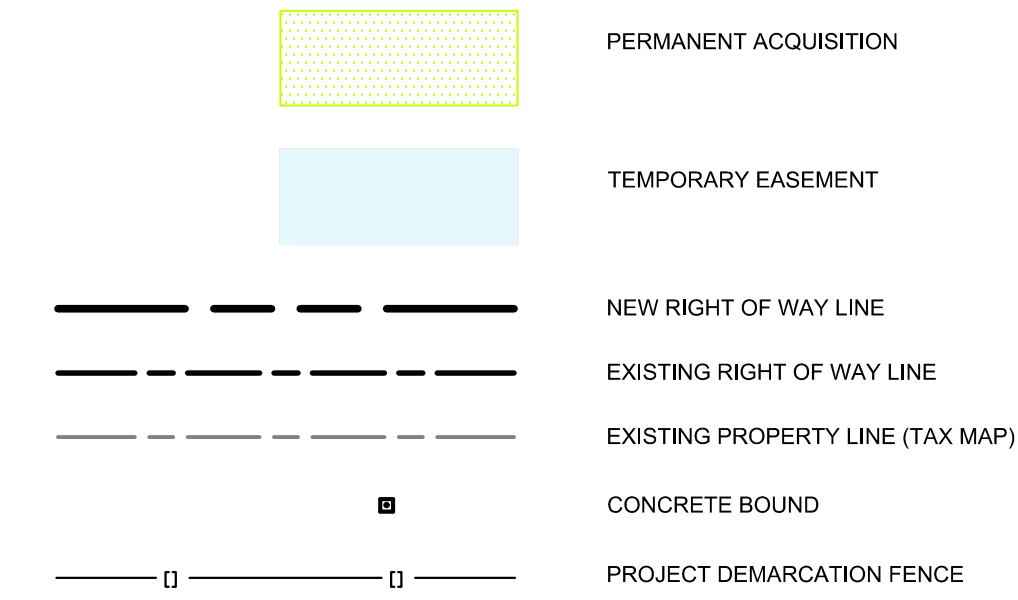 PERMANENT ACQUISITION
TEMPORARY EASEMENT
NEW RIGHT OF WAY LINE
EXISTING RIGHT OF WAY LINE
EXISTING PROPERTY LINE (TAX MAP)
CONCRETE BOUND
[] [] PROJECT DEMARCATION FENCE